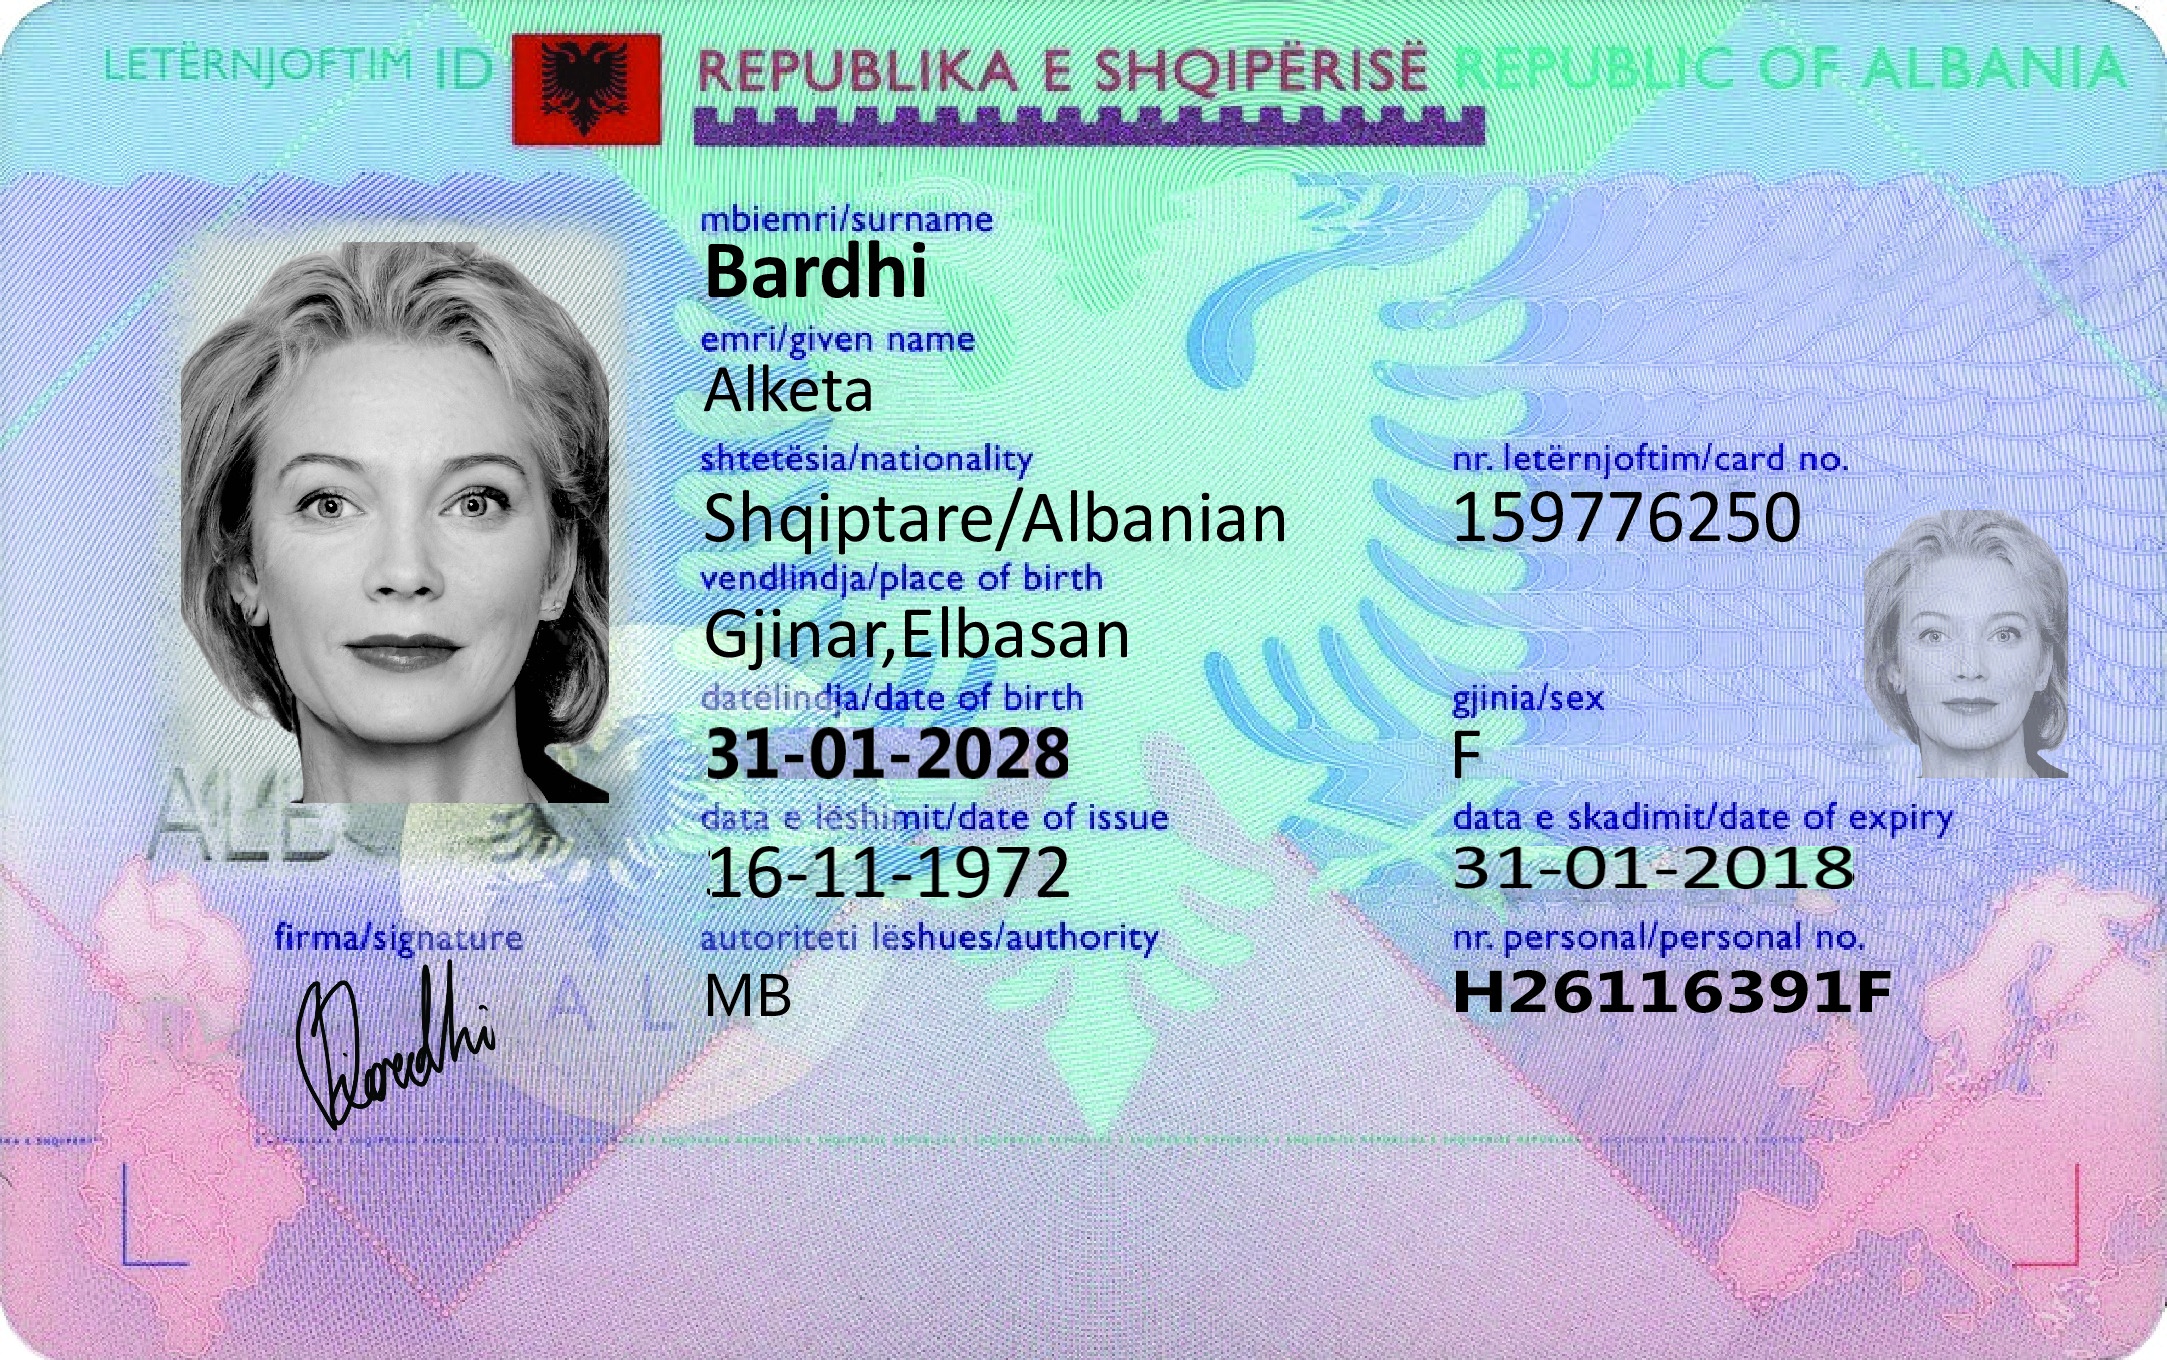 LETËRNJOFTIM ID REPUBLIKA E SHQIPËRISË REPUBLIC OF ALBANIA
mbiemri/surname
Bardhi
emri/given name
Alketa
shtetësia/nationality nr. letërnjoftim/card no.
Shqiptare/Albanian 159776250
vendlindja/place of birth
Gjinar,Elbasan
datëlindja/date of birth gjinia/sex
31-01-2028 F
data e lëshimit/date of issue data e skadimit/date of expiry
16-11-1972 31-01-2018
firma/signature autoriteti lëshues/authority nr. personal/personal no.
Bardhi MB H26116391F